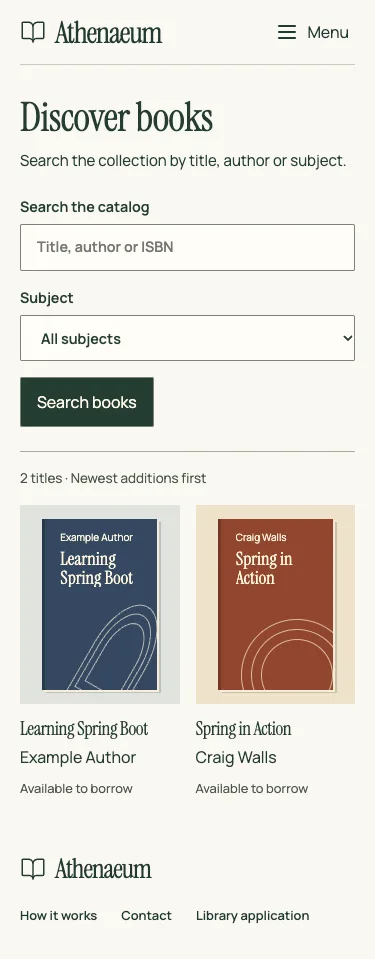 Athenaeum
Menu
Discover books
Search the collection by title, author or subject.
Search the catalog
Title, author or ISBN
Subject
All subjects
Search books
2 titles · Newest additions first
Example Author
Learning
Spring Boot
Craig Walls
Spring in
Action
Learning Spring Boot
Example Author
Available to borrow
Spring in Action
Craig Walls
Available to borrow
Athenaeum
How it works
Contact
Library application